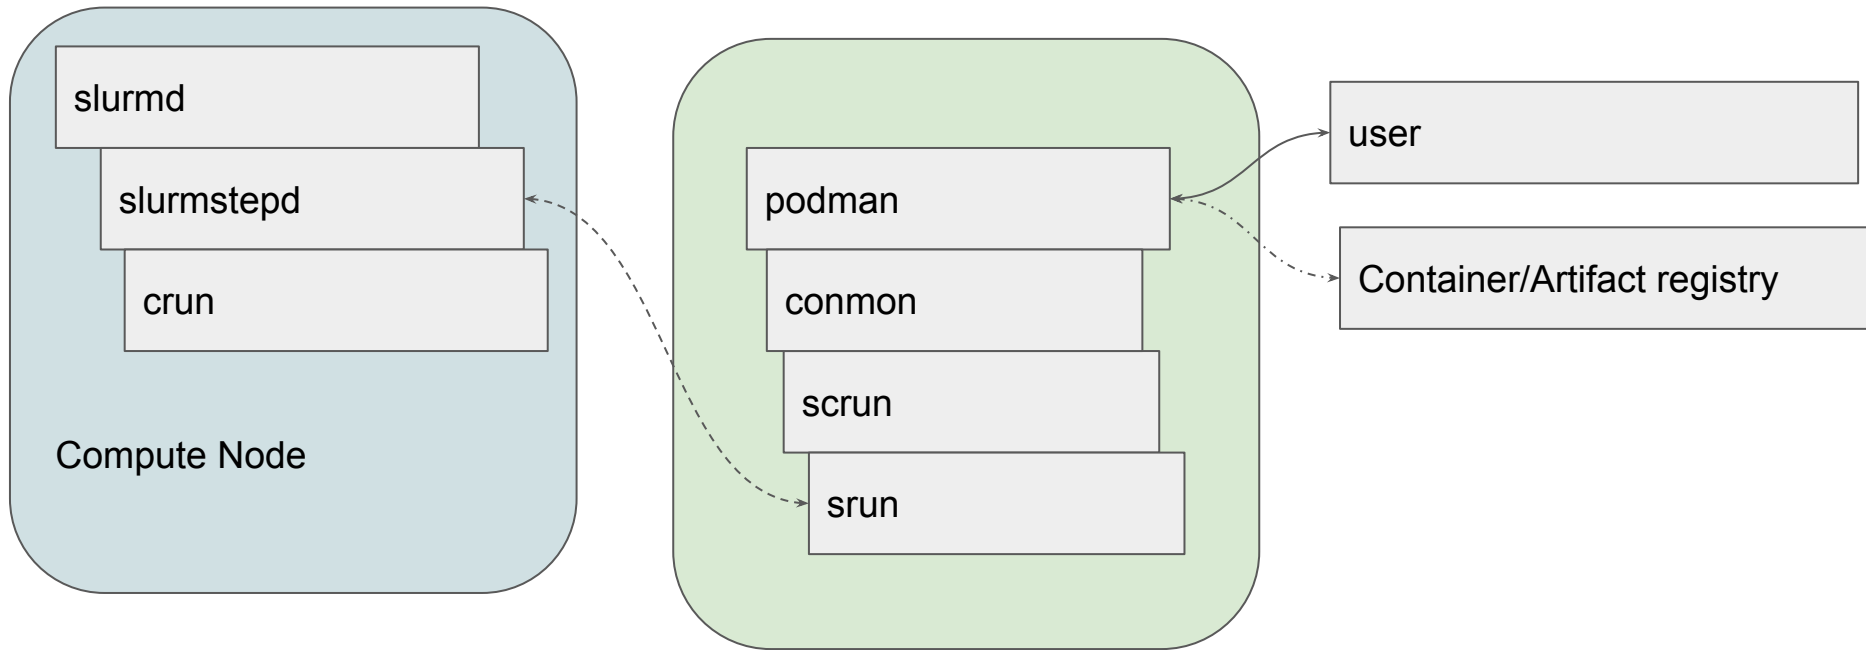 slurmd
slurmstepd
crun
Compute Node
podman
conmon
scrun
srun
user
Container/Artifact registry